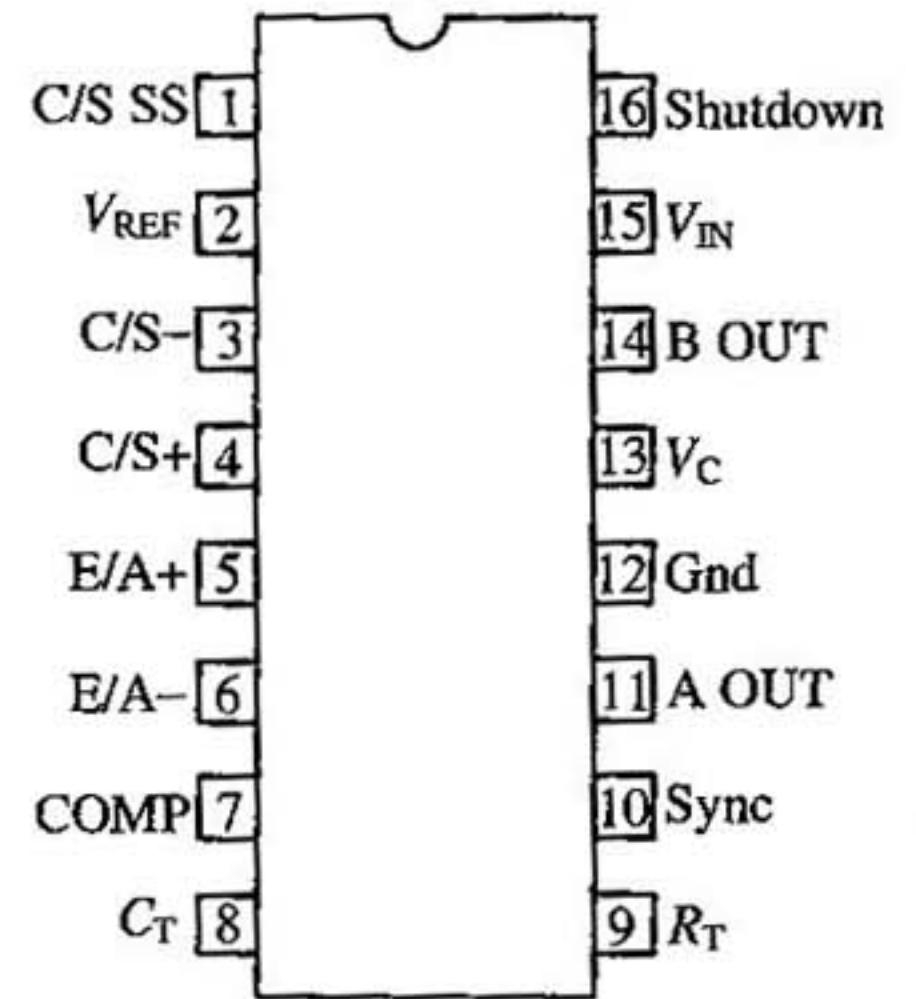 C/S SS 1
V_REF 2
C/S− 3
C/S+ 4
E/A+ 5
E/A− 6
COMP 7
C_T 8
16 Shutdown
15 V_IN
14 B OUT
13 V_C
12 Gnd
11 A OUT
10 Sync
9 R_T